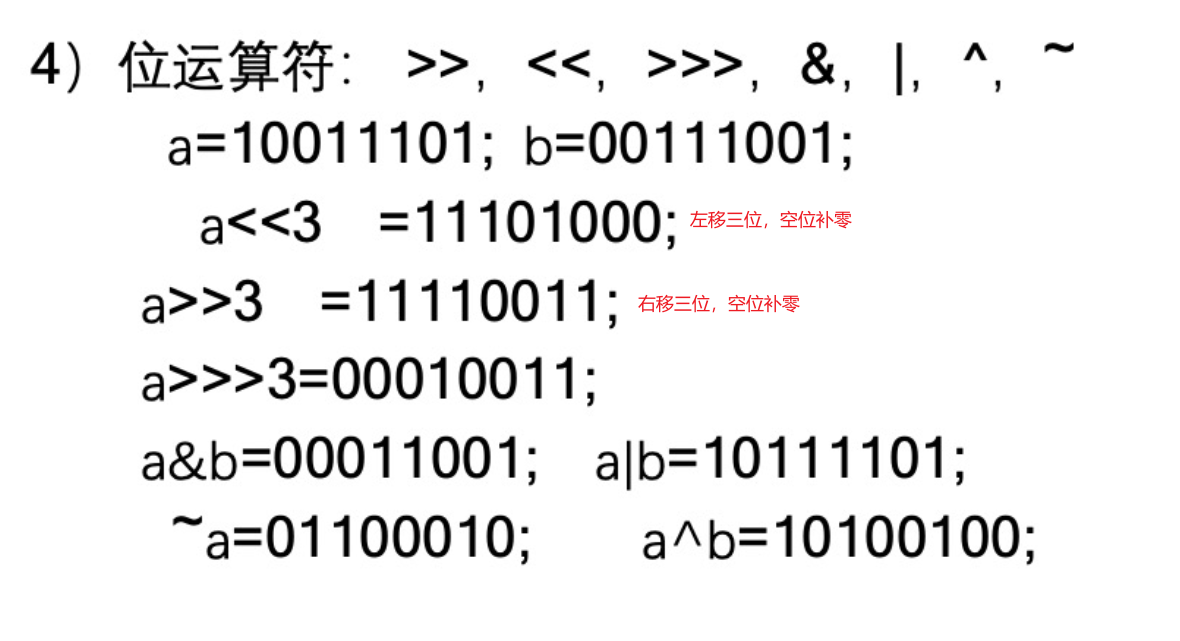 4）位运算符： >>, <<, >>>, &, |, ^, ~
a=10011101; b=00111001;
a<<3 =11101000; 左移三位，空位补零
a>>3 =11110011; 右移三位，空位补零
a>>>3=00010011;
a&b=00011001; a|b=10111101;
~a=01100010; a^b=10100100;